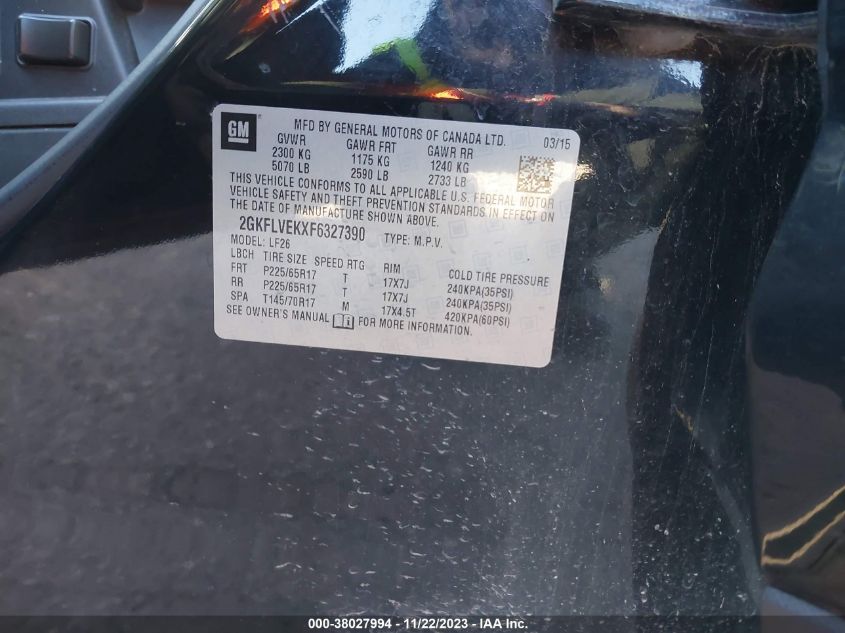 GM
MFD BY GENERAL MOTORS OF CANADA LTD. 03/15
GVWR GAWR FRT GAWR RR
2300 KG 1175 KG 1240 KG
5070 LB 2590 LB 2733 LB
THIS VEHICLE CONFORMS TO ALL APPLICABLE U.S. FEDERAL MOTOR
VEHICLE SAFETY AND THEFT PREVENTION STANDARDS IN EFFECT ON
THE DATE OF MANUFACTURE SHOWN ABOVE.
2GKFLVEKXF6327390 TYPE: M.P.V.
MODEL: LF26
LBCH TIRE SIZE SPEED RTG RIM COLD TIRE PRESSURE
FRT P225/65R17 T 17X7J 240KPA(35PSI)
RR P225/65R17 T 17X7J 240KPA(35PSI)
SPA T145/70R17 M 17X4.5T 420KPA(60PSI)
SEE OWNER'S MANUAL i FOR MORE INFORMATION.
000-38027994 - 11/22/2023 - IAA Inc.